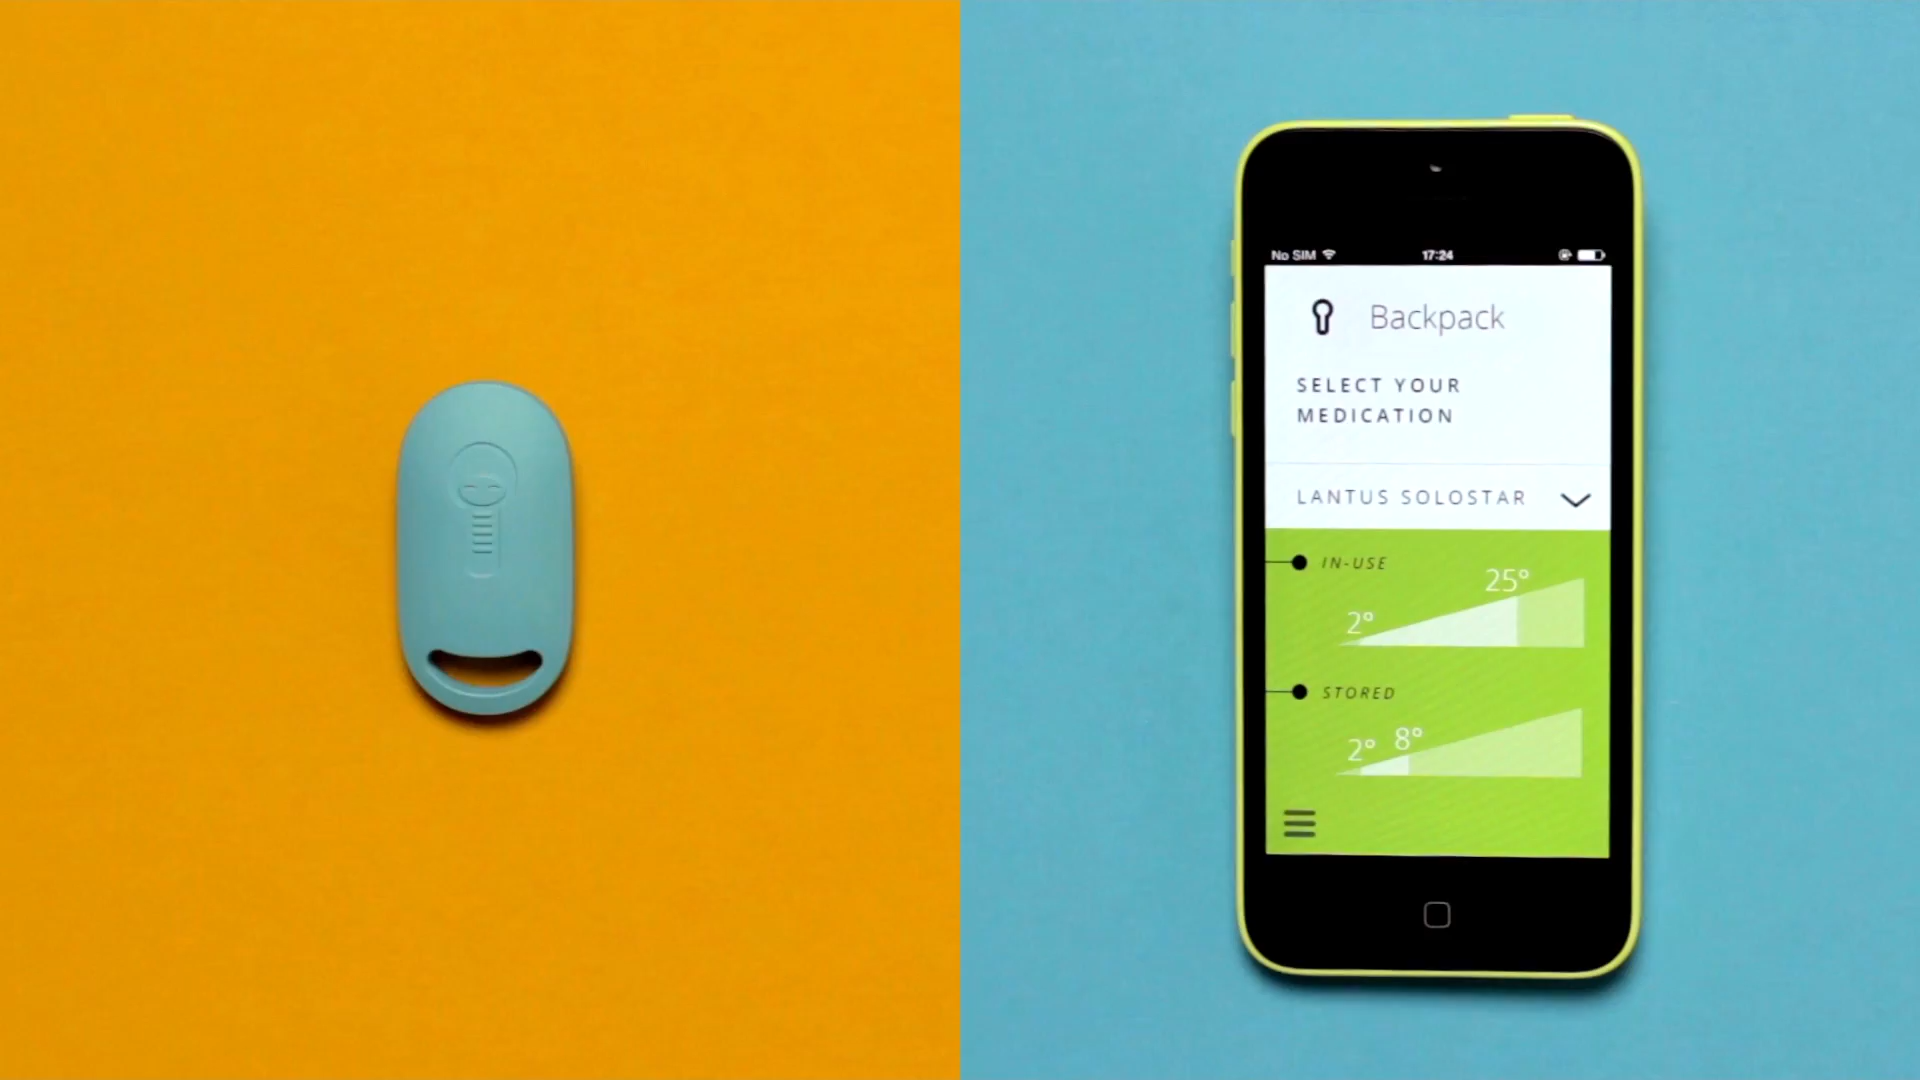 No SIM 17:24
Backpack
SELECT YOUR
MEDICATION
LANTUS SOLOSTAR
IN-USE
25°
2°
STORED
2° 8°